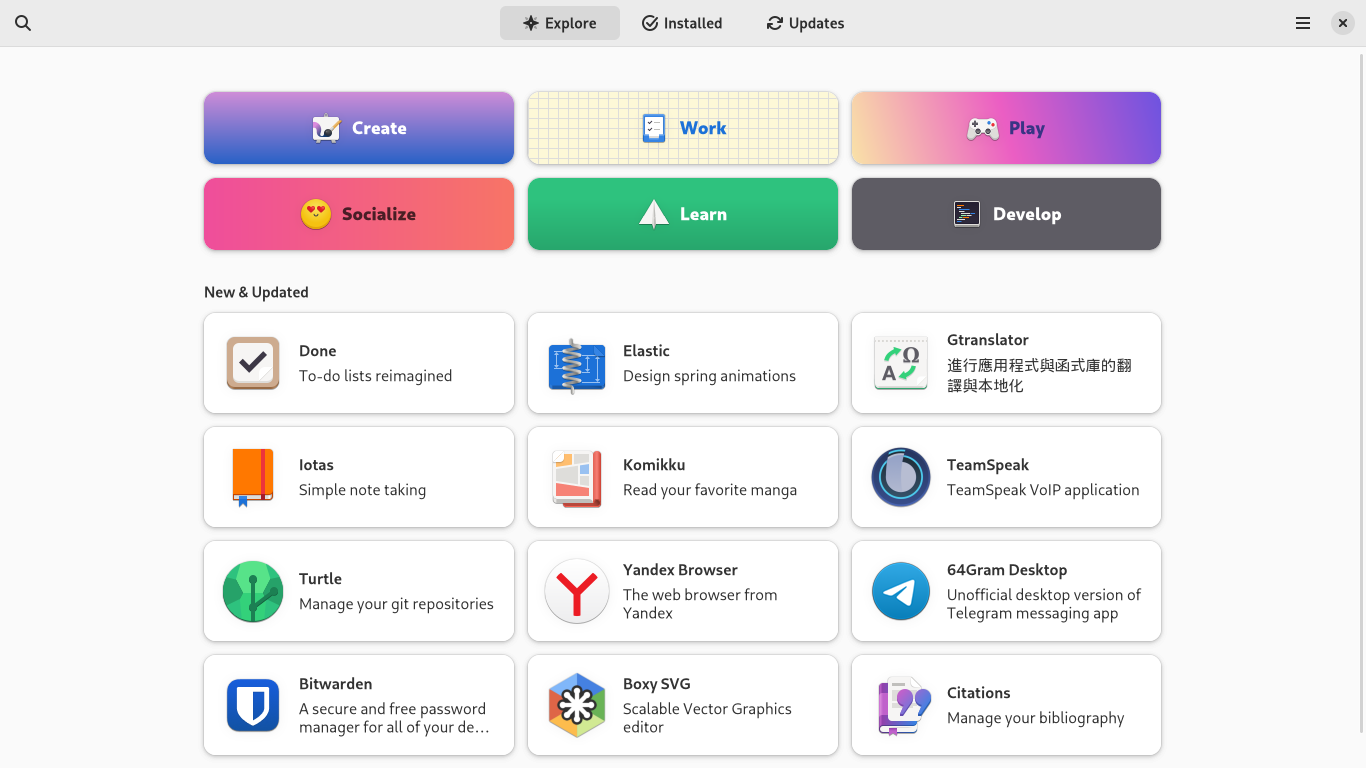 Explore
Installed
Updates
Create
Work
Play
Socialize
Learn
Develop
New & Updated
Done
To-do lists reimagined
Elastic
Design spring animations
Gtranslator
進行應用程式與函式庫的翻
譯與本地化
Iotas
Simple note taking
Komikku
Read your favorite manga
TeamSpeak
TeamSpeak VoIP application
Turtle
Manage your git repositories
Yandex Browser
The web browser from
Yandex
64Gram Desktop
Unofficial desktop version of
Telegram messaging app
Bitwarden
A secure and free password
manager for all of your de…
Boxy SVG
Scalable Vector Graphics
editor
Citations
Manage your bibliography